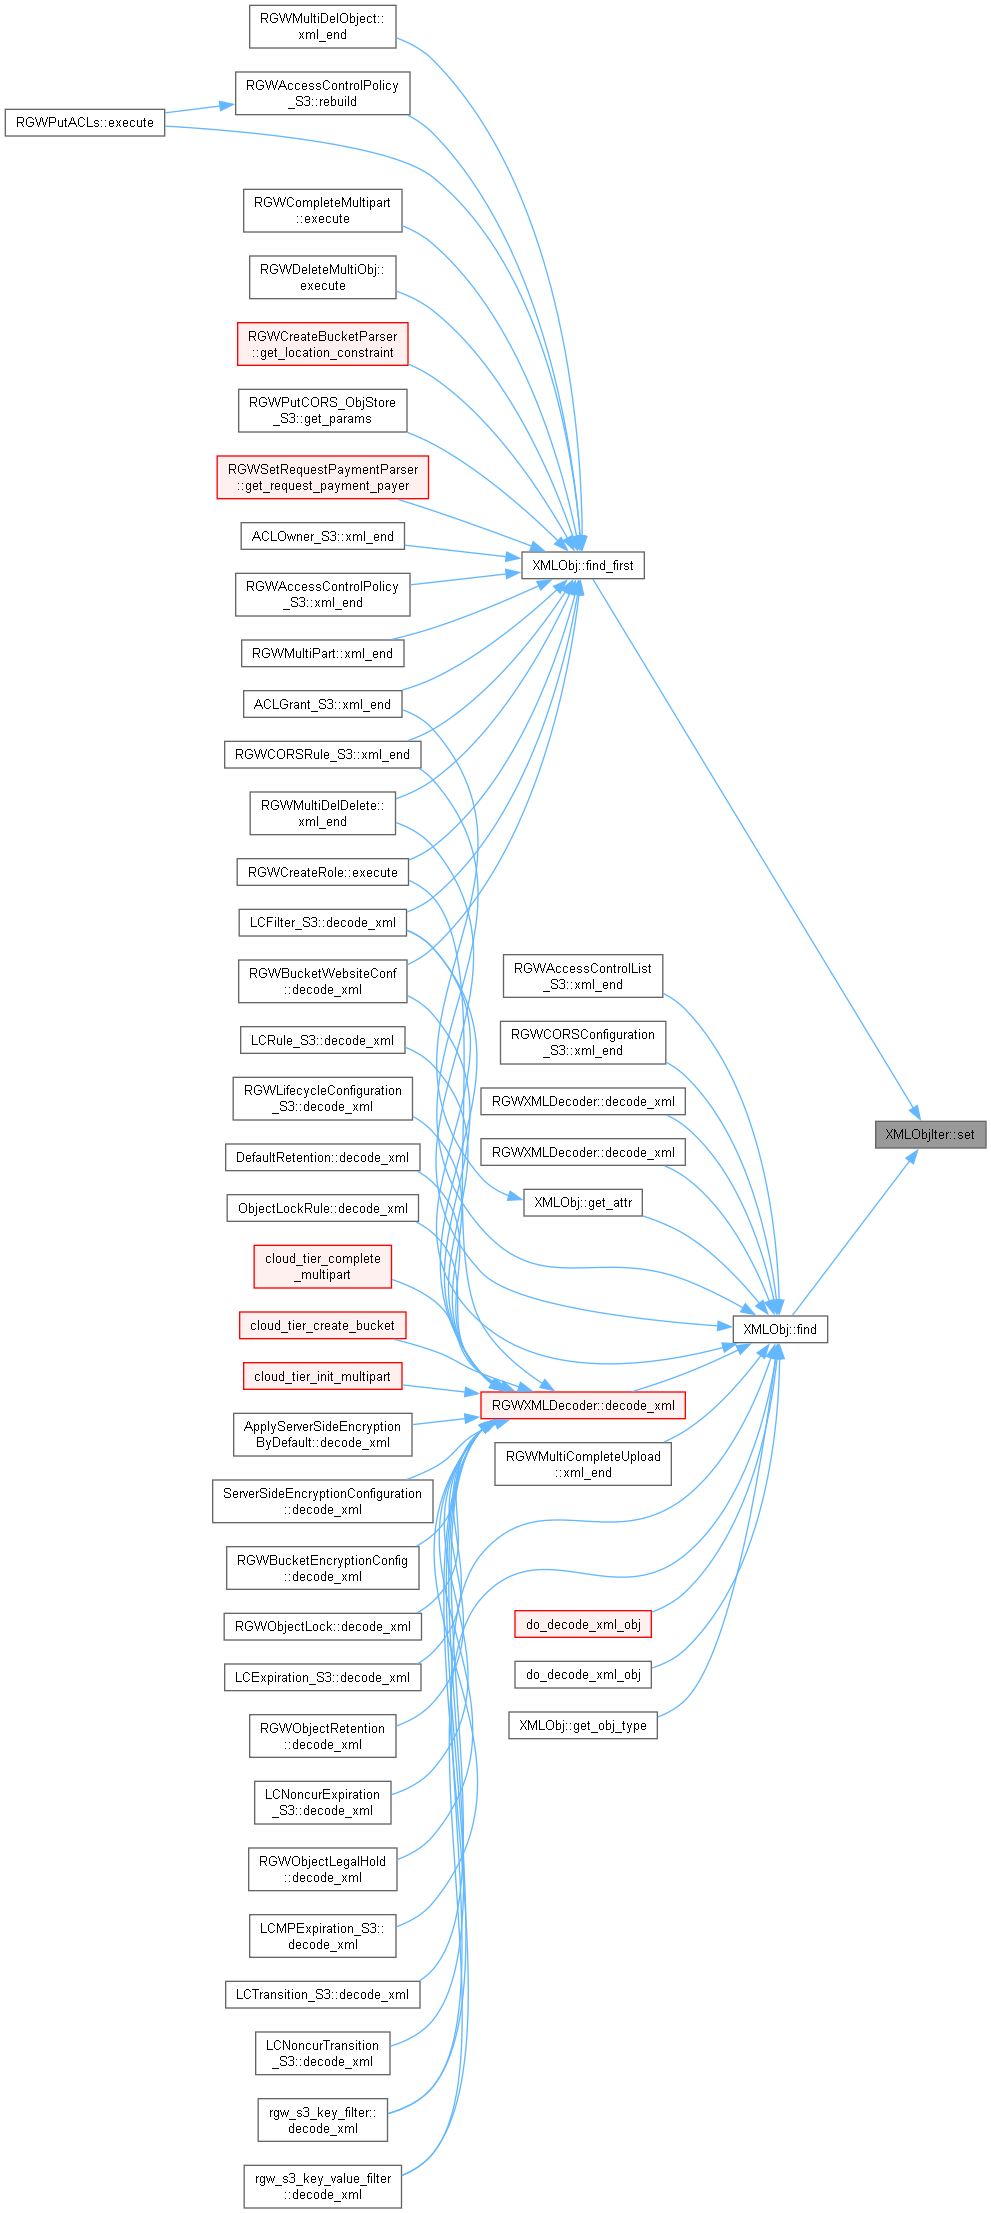 RGWMultiDelObject::
xml_end
RGWAccessControlPolicy
_S3::rebuild
RGWPutACLs::execute
RGWCompleteMultipart
::execute
RGWDeleteMultiObj::
execute
RGWCreateBucketParser
::get_location_constraint
RGWPutCORS_ObjStore
_S3::get_params
RGWSetRequestPaymentParser
::get_request_payment_payer
ACLOwner_S3::xml_end
XMLObj::find_first
RGWAccessControlPolicy
_S3::xml_end
RGWMultiPart::xml_end
ACLGrant_S3::xml_end
RGWCORSRule_S3::xml_end
RGWMultiDelDelete::
xml_end
RGWCreateRole::execute
LCFilter_S3::decode_xml
RGWBucketWebsiteConf
::decode_xml
RGWAccessControlList
_S3::xml_end
LCRule_S3::decode_xml
RGWCORSConfiguration
_S3::xml_end
RGWLifecycleConfiguration
_S3::decode_xml
RGWXMLDecoder::decode_xml
XMLObjIter::set
DefaultRetention::decode_xml
RGWXMLDecoder::decode_xml
ObjectLockRule::decode_xml
XMLObj::get_attr
cloud_tier_complete
_multipart
cloud_tier_create_bucket
XMLObj::find
cloud_tier_init_multipart
RGWXMLDecoder::decode_xml
ApplyServerSideEncryption
ByDefault::decode_xml
RGWMultiCompleteUpload
::xml_end
ServerSideEncryptionConfiguration
::decode_xml
RGWBucketEncryptionConfig
::decode_xml
RGWObjectLock::decode_xml
do_decode_xml_obj
LCExpiration_S3::decode_xml
do_decode_xml_obj
RGWObjectRetention
::decode_xml
XMLObj::get_obj_type
LCNoncurExpiration
_S3::decode_xml
RGWObjectLegalHold
::decode_xml
LCMPExpiration_S3::
decode_xml
LCTransition_S3::decode_xml
LCNoncurTransition
_S3::decode_xml
rgw_s3_key_filter::
decode_xml
rgw_s3_key_value_filter
::decode_xml